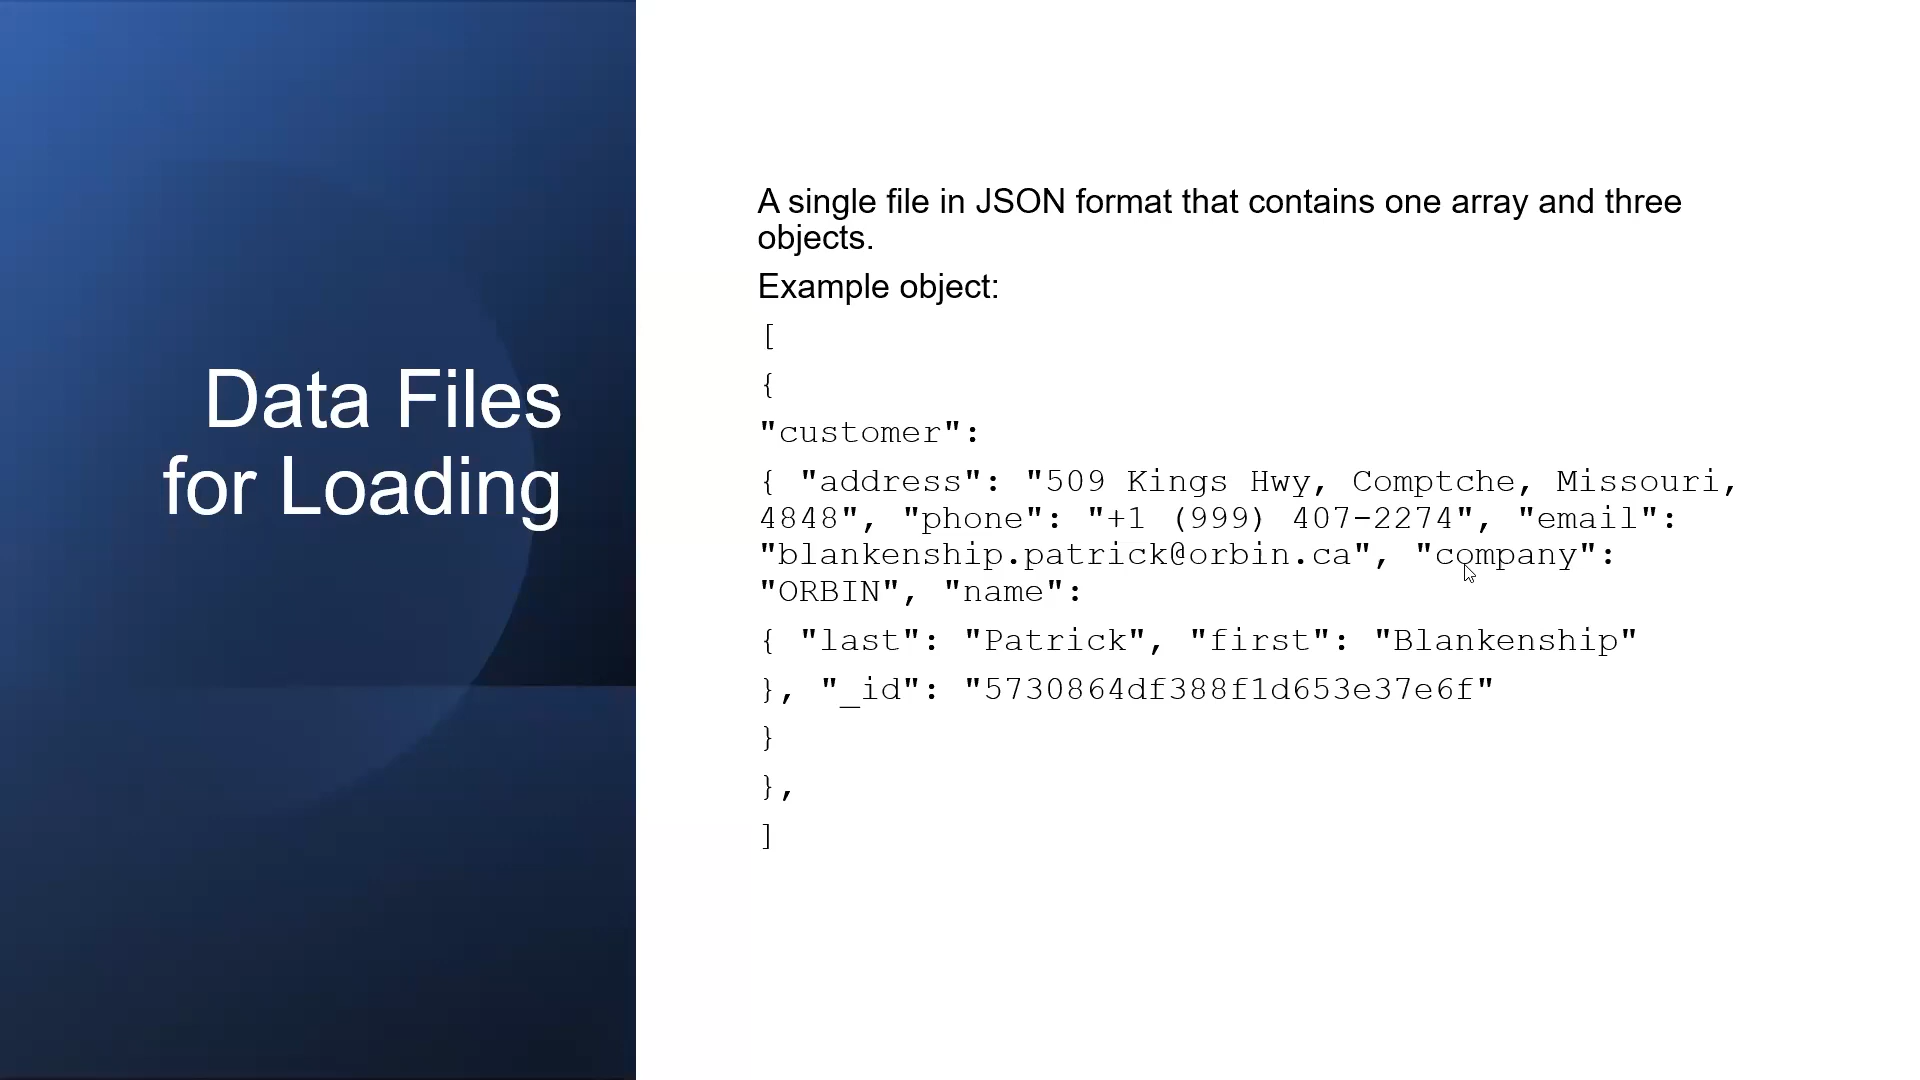 Data Files
for Loading
A single file in JSON format that contains one array and three
objects.
Example object:
[
{
"customer":
{ "address": "509 Kings Hwy, Comptche, Missouri,
4848", "phone": "+1 (999) 407-2274", "email":
"blankenship.patrick@orbin.ca", "company":
"ORBIN", "name":
{ "last": "Patrick", "first": "Blankenship"
}, "_id": "5730864df388f1d653e37e6f"
}
},
]